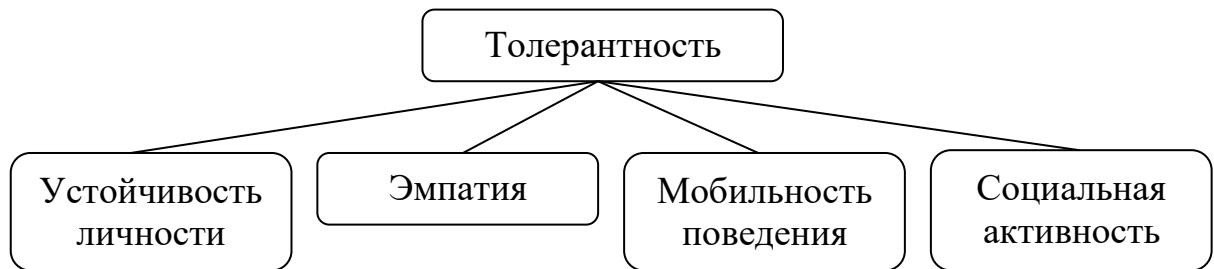 Толерантность
Устойчивость
личности
Эмпатия
Мобильность
поведения
Социальная
активность